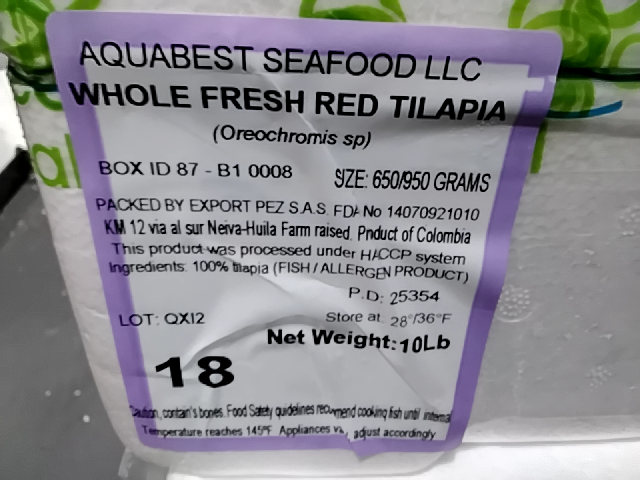 AQUABEST SEAFOOD LLC
WHOLE FRESH RED TILAPIA
(Oreochromis sp)
BOX ID 87 - B1 0008 SIZE: 650/950 GRAMS
PACKED BY EXPORT PEZ S.A.S. FDA No 14070921010
KM 12 via al sur Neiva-Huila Farm raised. Product of Colombia
This product was processed under HACCP system
Ingredients: 100% tilapia (FISH / ALLERGEN PRODUCT)
P.D: 25354
LOT: QXI2 Store at: 28°/36°F
Net Weight: 10Lb
18
Caution, contain's bones. Food Safety guidelines recommend cooking fish until internal
Temperature reaches 145°F. Appliances adjust accordingly